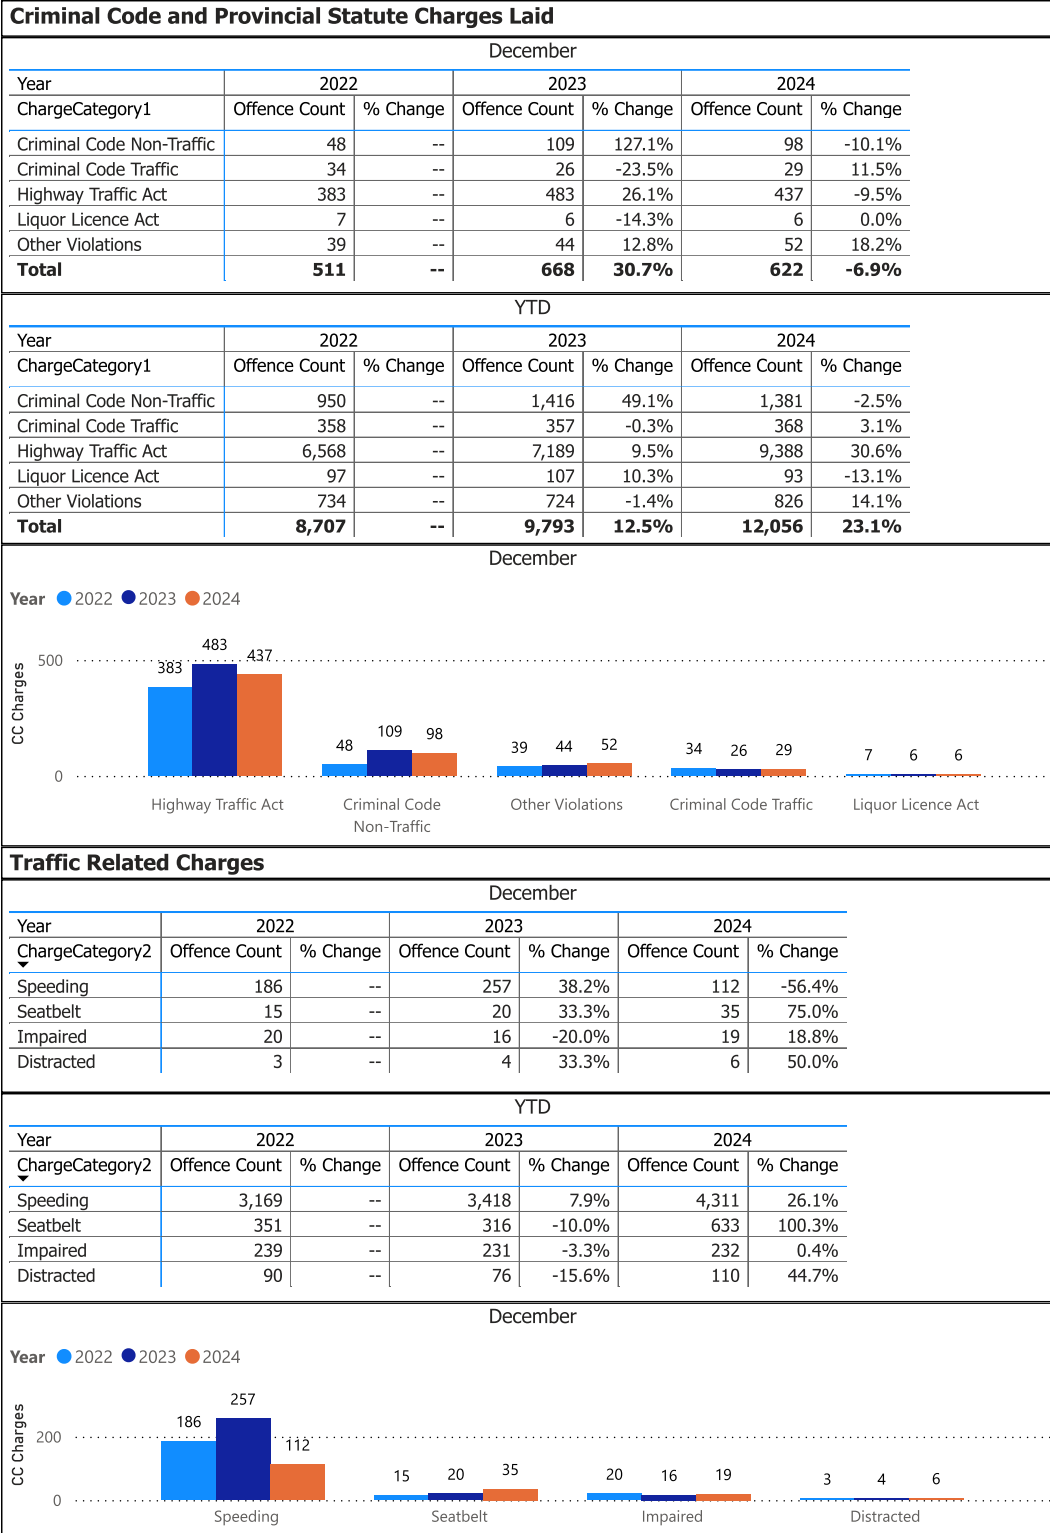 Criminal Code and Provincial Statute Charges Laid
December
Year 2022 2023 2024
ChargeCategory1 Offence Count % Change Offence Count % Change Offence Count % Change
Criminal Code Non-Traffic 48 -- 109 127.1% 98 -10.1%
Criminal Code Traffic 34 -- 26 -23.5% 29 11.5%
Highway Traffic Act 383 -- 483 26.1% 437 -9.5%
Liquor Licence Act 7 -- 6 -14.3% 6 0.0%
Other Violations 39 -- 44 12.8% 52 18.2%
Total 511 -- 668 30.7% 622 -6.9%
YTD
Year 2022 2023 2024
ChargeCategory1 Offence Count % Change Offence Count % Change Offence Count % Change
Criminal Code Non-Traffic 950 -- 1,416 49.1% 1,381 -2.5%
Criminal Code Traffic 358 -- 357 -0.3% 368 3.1%
Highway Traffic Act 6,568 -- 7,189 9.5% 9,388 30.6%
Liquor Licence Act 97 -- 107 10.3% 93 -13.1%
Other Violations 734 -- 724 -1.4% 826 14.1%
Total 8,707 -- 9,793 12.5% 12,056 23.1%
December
Year 2022 2023 2024
CC Charges
500
0
383 483 437
48 109 98
39 44 52
34 26 29
7 6 6
Highway Traffic Act Criminal Code Other Violations Criminal Code Traffic Liquor Licence Act
Non-Traffic
Traffic Related Charges
December
Year 2022 2023 2024
ChargeCategory2 Offence Count % Change Offence Count % Change Offence Count % Change
Speeding 186 -- 257 38.2% 112 -56.4%
Seatbelt 15 -- 20 33.3% 35 75.0%
Impaired 20 -- 16 -20.0% 19 18.8%
Distracted 3 -- 4 33.3% 6 50.0%
YTD
Year 2022 2023 2024
ChargeCategory2 Offence Count % Change Offence Count % Change Offence Count % Change
Speeding 3,169 -- 3,418 7.9% 4,311 26.1%
Seatbelt 351 -- 316 -10.0% 633 100.3%
Impaired 239 -- 231 -3.3% 232 0.4%
Distracted 90 -- 76 -15.6% 110 44.7%
December
Year 2022 2023 2024
CC Charges
200
0
186 257 112
15 20 35
20 16 19
3 4 6
Speeding Seatbelt Impaired Distracted